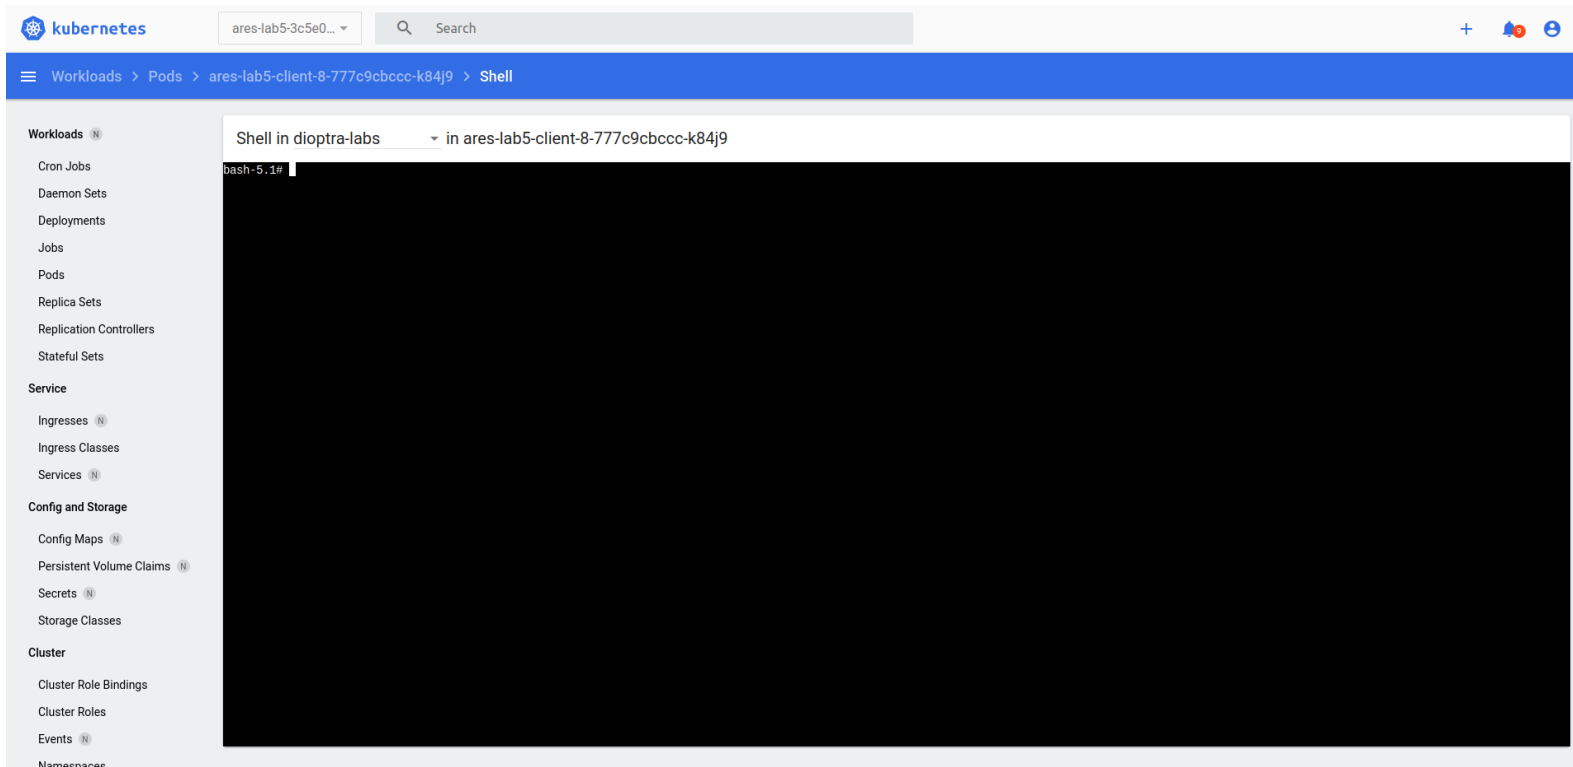 kubernetes
ares-lab5-3c5e0...
Search
9
Workloads > Pods > ares-lab5-client-8-777c9cbccc-k84j9 > Shell
Workloads N
Cron Jobs
Daemon Sets
Deployments
Jobs
Pods
Replica Sets
Replication Controllers
Stateful Sets
Service
Ingresses N
Ingress Classes
Services N
Config and Storage
Config Maps N
Persistent Volume Claims N
Secrets N
Storage Classes
Cluster
Cluster Role Bindings
Cluster Roles
Events N
Namespaces
Shell in dioptra-labs in ares-lab5-client-8-777c9cbccc-k84j9
bash-5.1#